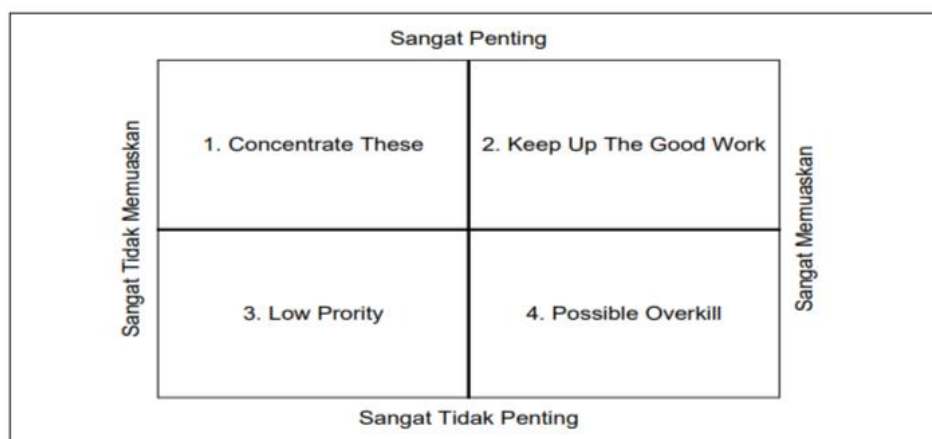 Sangat Penting
Sangat Tidak Memuaskan
1. Concentrate These
2. Keep Up The Good Work
Sangat Memuaskan
3. Low Prority
4. Possible Overkill
Sangat Tidak Penting